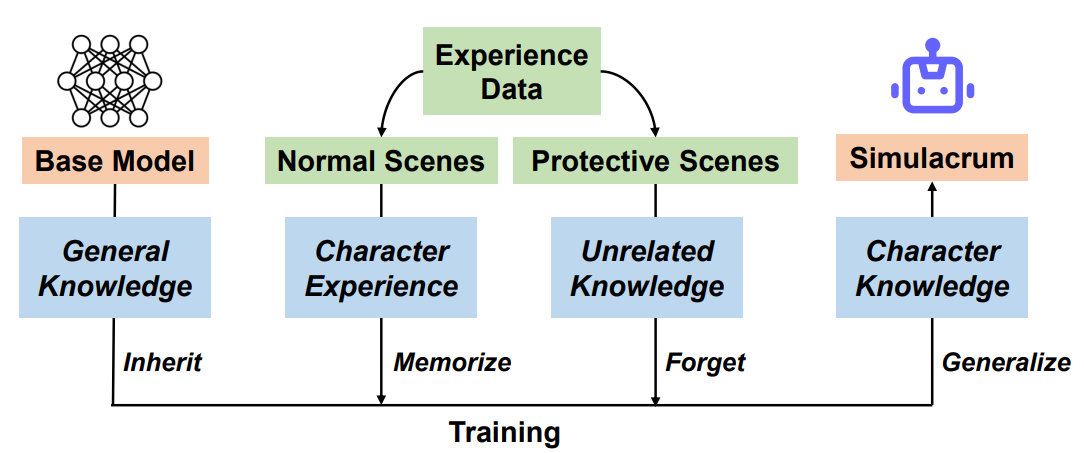 Experience
Data
Base Model
Normal Scenes
Protective Scenes
Simulacrum
General
Knowledge
Character
Experience
Unrelated
Knowledge
Character
Knowledge
Inherit
Memorize
Forget
Generalize
Training